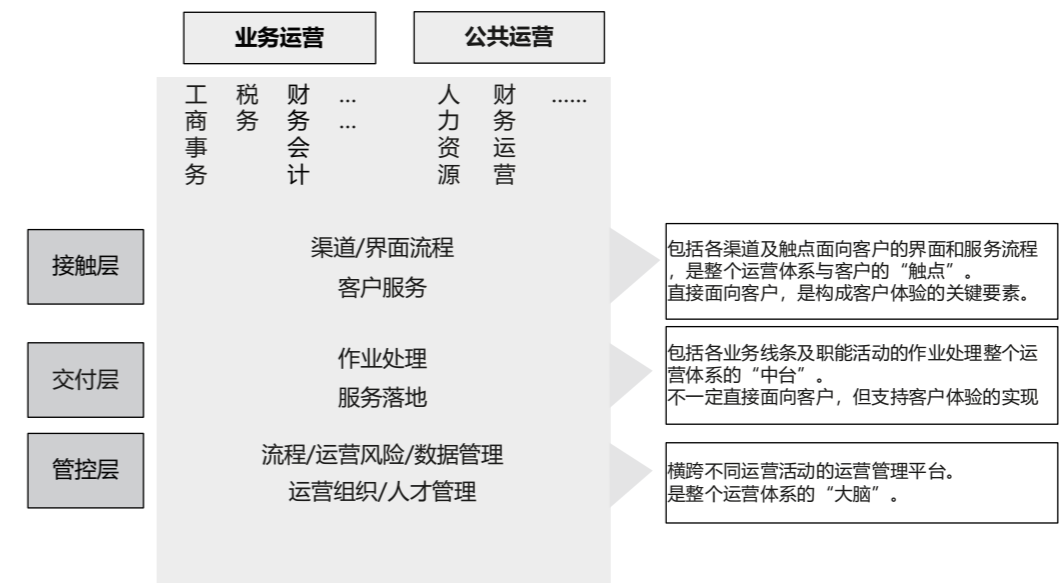 业务运营
公共运营
工商事务
税务
财务会计
...
...
人力资源
财务运营
......
接触层
渠道/界面流程
客户服务
包括各渠道及触点面向客户的界面和服务流程
，是整个运营体系与客户的“触点”。
直接面向客户，是构成客户体验的关键要素。
交付层
作业处理
服务落地
包括各业务线条及职能活动的作业处理整个运
营体系的“中台”。
不一定直接面向客户，但支持客户体验的实现
管控层
流程/运营风险/数据管理
运营组织/人才管理
横跨不同运营活动的运营管理平台。
是整个运营体系的“大脑”。